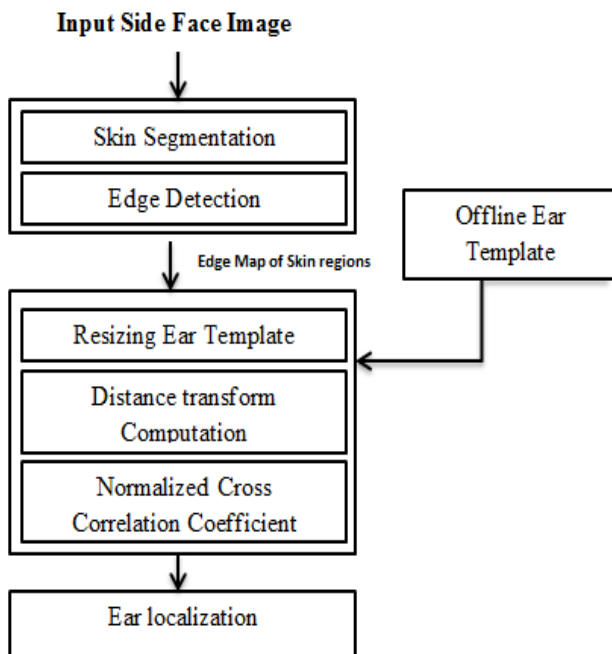 Input Side Face Image
Skin Segmentation
Edge Detection
Offline Ear
Template
Edge Map of Skin regions
Resizing Ear Template
Distance transform
Computation
Normalized Cross
Correlation Coefficient
Ear localization